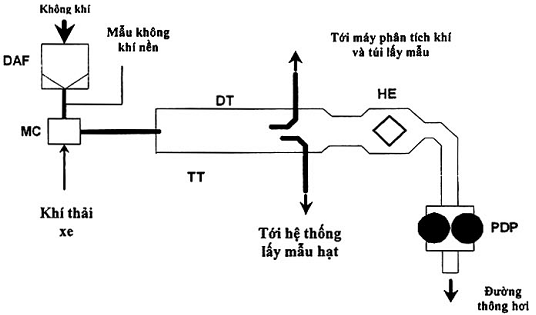 Không khí
Mẫu không
khí nền
Tới máy phân tích khí
và túi lấy mẫu
DAF
DT
HE
MC
TT
Khí thải
xe
Tới hệ thống
lấy mẫu hạt
PDP
Đường
thông hơi